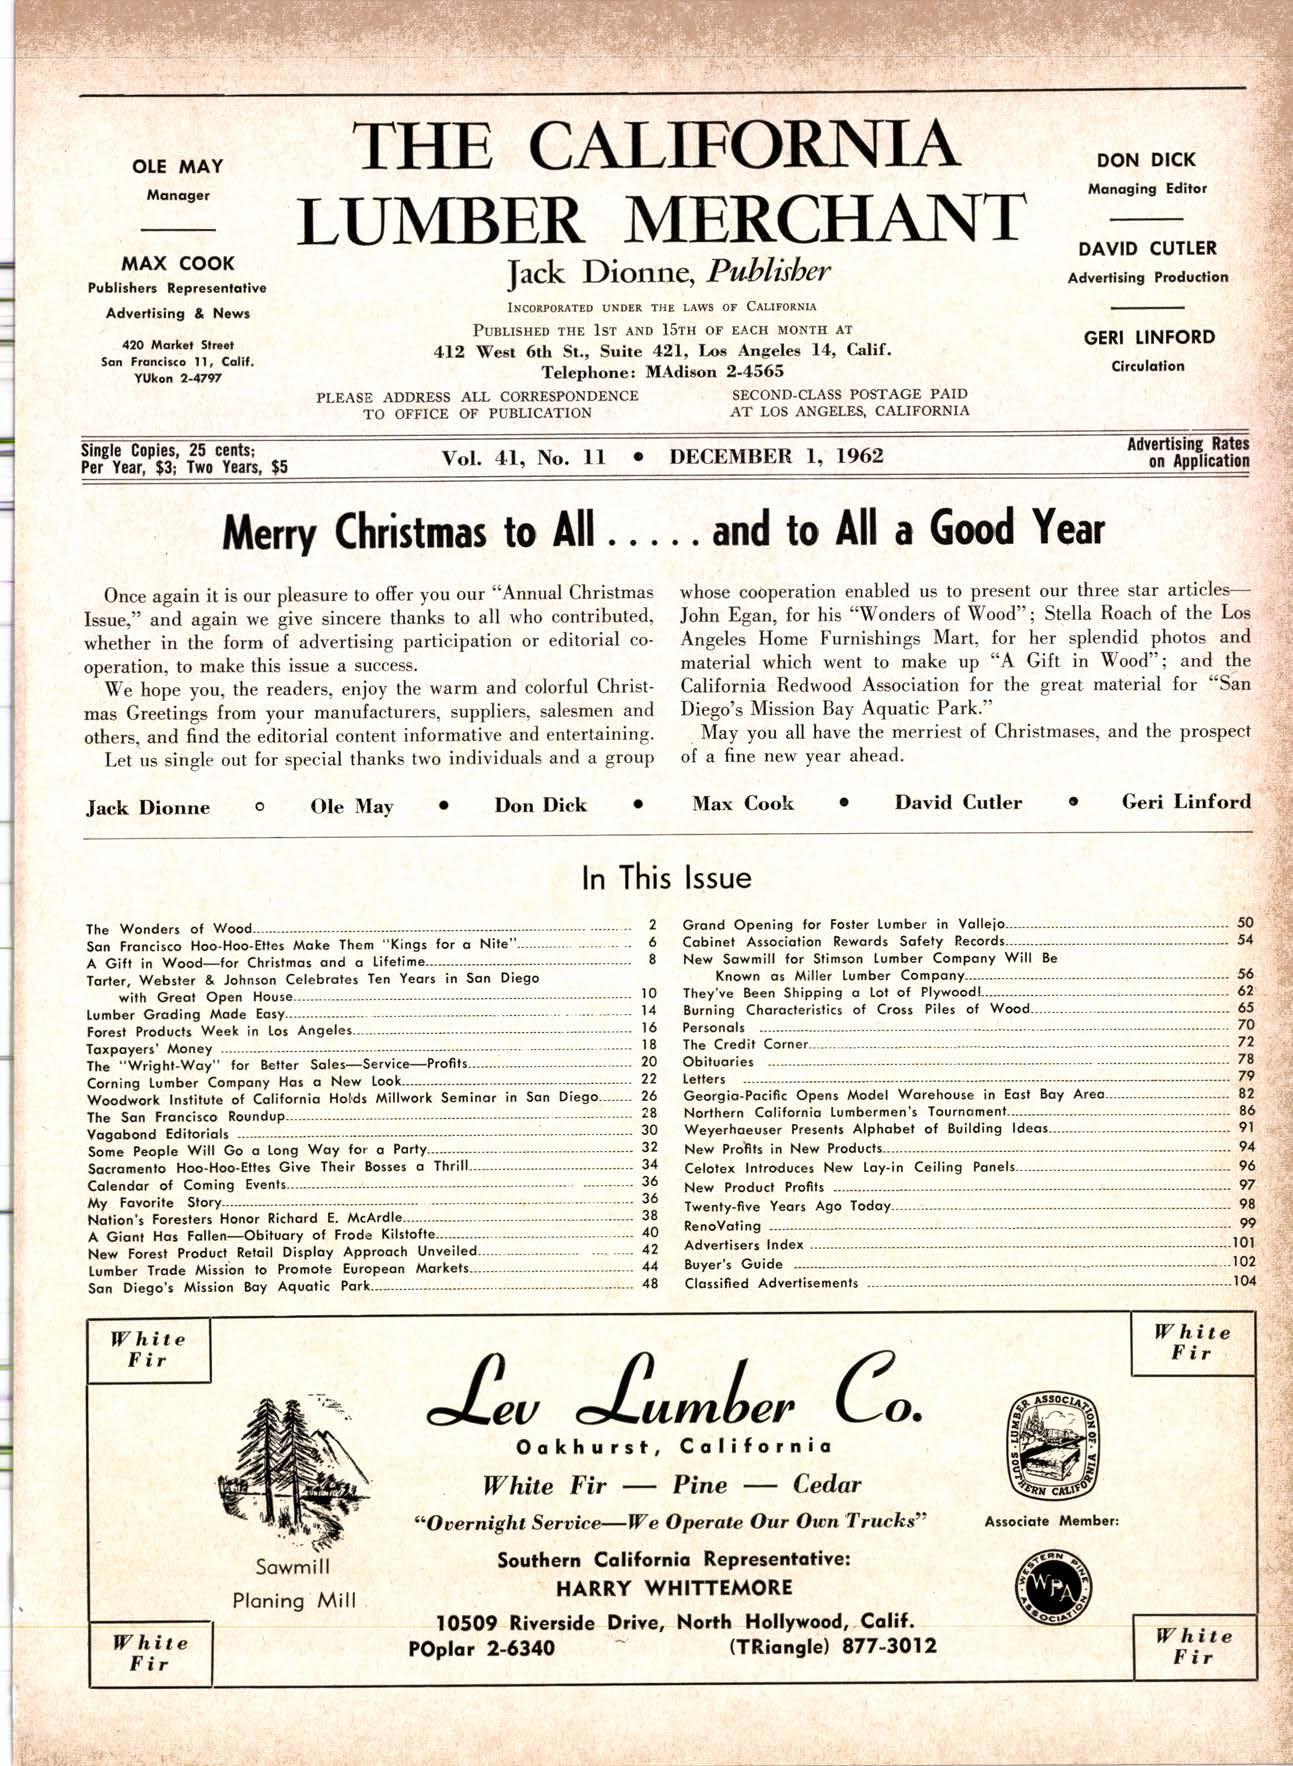 THE CALIFORNIA
LUMBER MERCHANT
Jack Dionne, Publisher
INCORPORATED UNDER THE LAWS OF CALIFORNIA
PUBLISHED THE 1ST AND 15TH OF EACH MONTH AT
412 West 6th St., Suite 421, Los Angeles 14, Calif.
Telephone: MAdison 2-4565
PLEASE ADDRESS ALL CORRESPONDENCE
TO OFFICE OF PUBLICATION
SECOND-CLASS POSTAGE PAID
AT LOS ANGELES, CALIFORNIA
OLE MAY
Manager
MAX COOK
Publishers Representative
Advertising & News
420 Market Street
San Francisco 11, Calif.
YUkon 2-4797
DON DICK
Managing Editor
DAVID CUTLER
Advertising Production
GERI LINFORD
Circulation
Single Copies, 25 cents;
Per Year, $3; Two Years, $5
Vol. 41, No. 11 • DECEMBER 1, 1962
Advertising Rates
on Application
Merry Christmas to All ..... and to All a Good Year
Once again it is our pleasure to offer you our "Annual Christmas
Issue," and again we give sincere thanks to all who contributed,
whether in the form of advertising participation or editorial co-
operation, to make this issue a success.
We hope you, the readers, enjoy the warm and colorful Christ-
mas Greetings from your manufacturers, suppliers, salesmen and
others, and find the editorial content informative and entertaining.
Let us single out for special thanks two individuals and a group
whose cooperation enabled us to present our three star articles—
John Egan, for his "Wonders of Wood"; Stella Roach of the Los
Angeles Home Furnishings Mart, for her splendid photos and
material which went to make up "A Gift in Wood"; and the
California Redwood Association for the great material for "San
Diego's Mission Bay Aquatic Park."
May you all have the merriest of Christmases, and the prospect
of a fine new year ahead.
Jack Dionne ○ Ole May • Don Dick • Max Cook • David Cutler • Geri Linford
In This Issue
The Wonders of Wood 2
San Francisco Hoo-Hoo-Ettes Make Them "Kings for a Nite" 6
A Gift in Wood—for Christmas and a Lifetime 8
Tarter, Webster & Johnson Celebrates Ten Years in San Diego
with Great Open House 10
Lumber Grading Made Easy 14
Forest Products Week in Los Angeles 16
Taxpayers' Money 18
The "Wright-Way" for Better Sales—Service—Profits 20
Corning Lumber Company Has a New Look 22
Woodwork Institute of California Holds Millwork Seminar in San Diego 26
The San Francisco Roundup 28
Vagabond Editorials 30
Some People Will Go a Long Way for a Party 32
Sacramento Hoo-Hoo-Ettes Give Their Bosses a Thrill 34
Calendar of Coming Events 36
My Favorite Story 36
Nation's Foresters Honor Richard E. McArdle 38
A Giant Has Fallen—Obituary of Frode Kilstofte 40
New Forest Product Retail Display Approach Unveiled 42
Lumber Trade Mission to Promote European Markets 44
San Diego's Mission Bay Aquatic Park 48
Grand Opening for Foster Lumber in Vallejo 50
Cabinet Association Rewards Safety Records 54
New Sawmill for Stimson Lumber Company Will Be
Known as Miller Lumber Company 56
They've Been Shipping a Lot of Plywood! 62
Burning Characteristics of Cross Piles of Wood 65
Personals 70
The Credit Corner 72
Obituaries 78
Letters 79
Georgia-Pacific Opens Model Warehouse in East Bay Area 82
Northern California Lumbermen's Tournament 86
Weyerhaeuser Presents Alphabet of Building Ideas 91
New Profits in New Products 94
Celotex Introduces New Lay-in Ceiling Panels 96
New Product Profits 97
Twenty-five Years Ago Today 98
RenoVating 99
Advertisers Index 101
Buyer's Guide 102
Classified Advertisements 104
White
Fir
White
Fir
Lev Lumber Co.
Oakhurst, California
White Fir — Pine — Cedar
"Overnight Service—We Operate Our Own Trucks"
Southern California Representative:
HARRY WHITTEMORE
10509 Riverside Drive, North Hollywood, Calif.
POplar 2-6340 (TRiangle) 877-3012
Sawmill
Planing Mill
LUMBER ASSOCIATION OF SOUTHERN CALIFORNIA
Associate Member:
WESTERN PINE ASSOCIATION
WPA
White
Fir
White
Fir